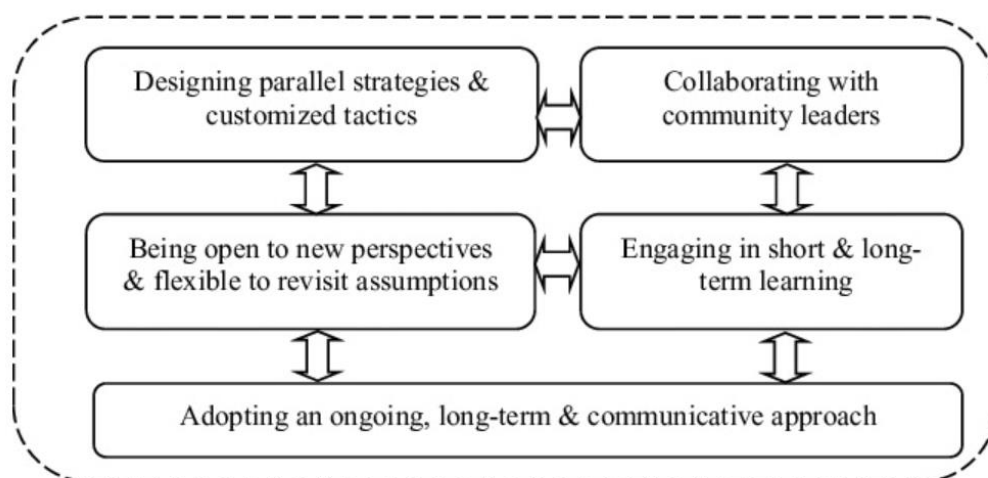 Designing parallel strategies &
customized tactics
Collaborating with
community leaders
Being open to new perspectives
& flexible to revisit assumptions
Engaging in short & long-
term learning
Adopting an ongoing, long-term & communicative approach